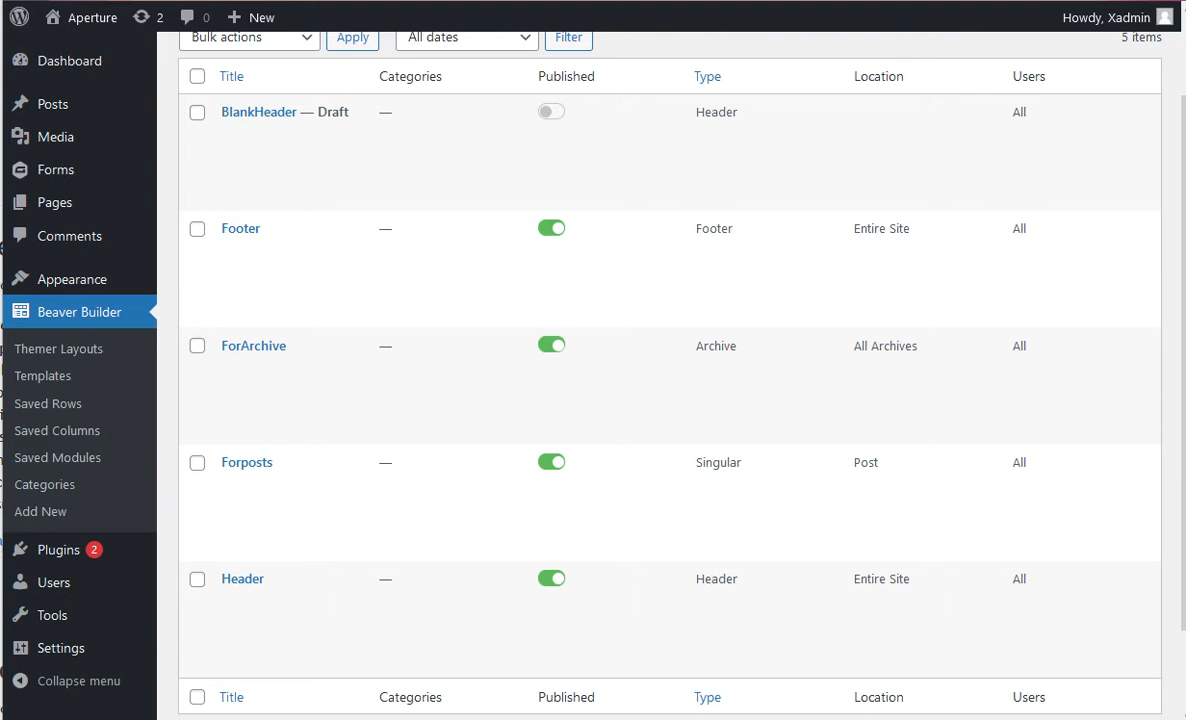 Aperture 2 0 New Howdy, Xadmin
Bulk actions Apply All dates Filter 5 items
Dashboard
Posts
Media
Forms
Pages
Comments
Appearance
Beaver Builder
Themer Layouts
Templates
Saved Rows
Saved Columns
Saved Modules
Categories
Add New
Plugins 2
Users
Tools
Settings
Collapse menu
Title Categories Published Type Location Users
BlankHeader — Draft — Header All
Footer — Footer Entire Site All
ForArchive — Archive All Archives All
Forposts — Singular Post All
Header — Header Entire Site All
Title Categories Published Type Location Users